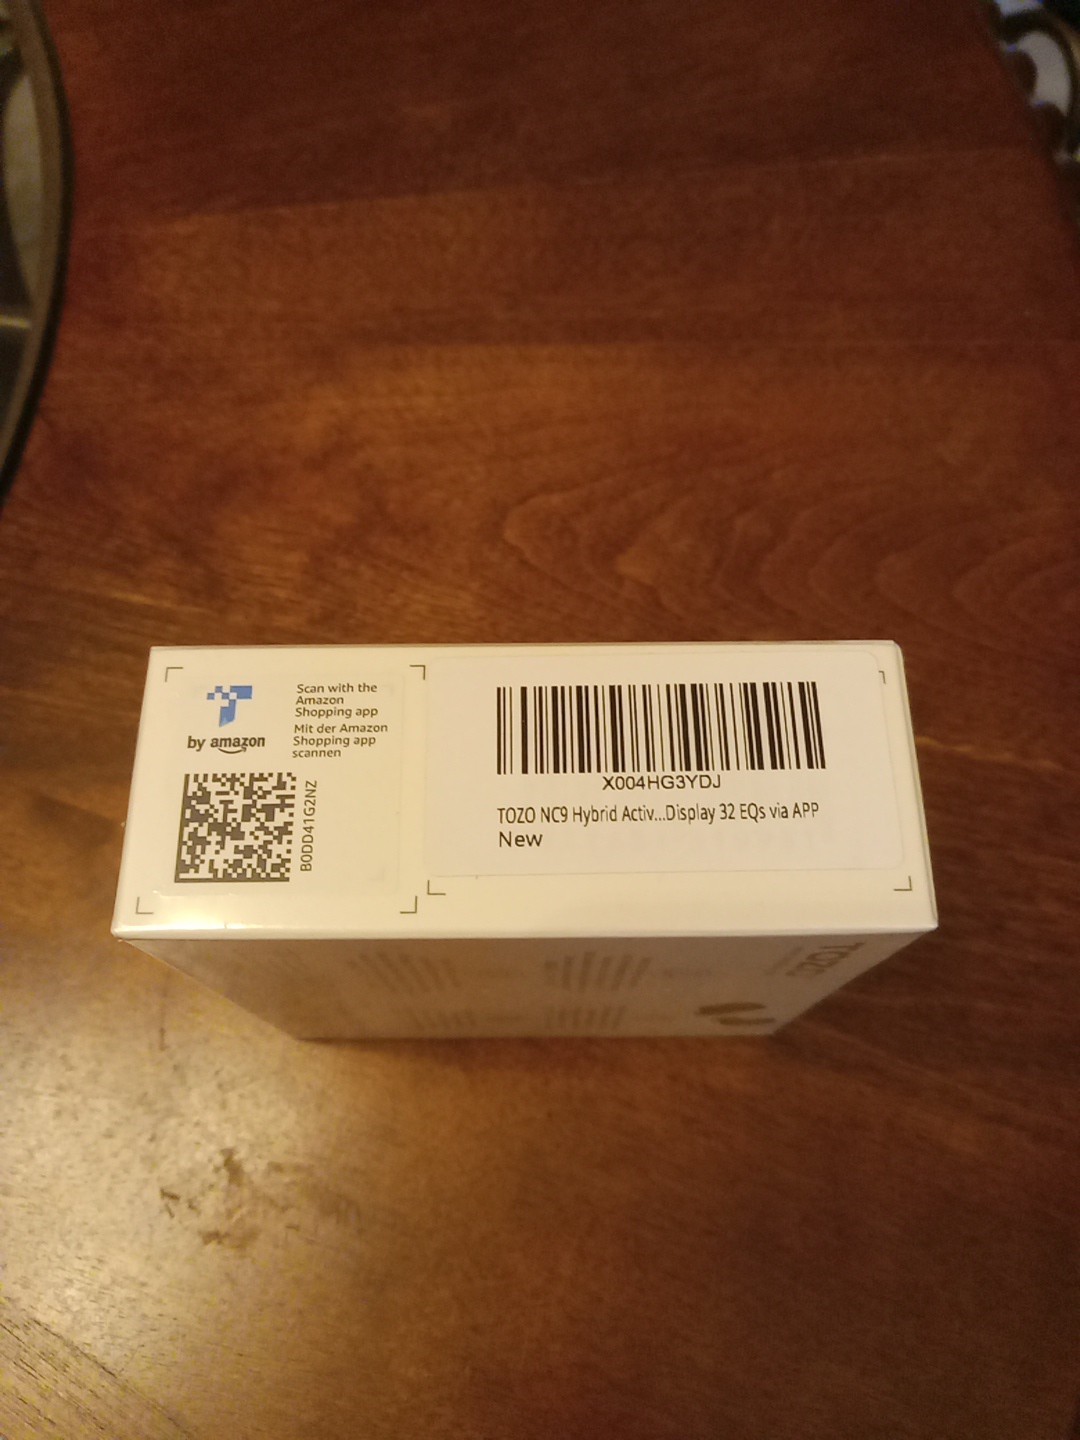 Scan with the
Amazon
Shopping app
Mit der Amazon
Shopping app
scannen
by amazon
B0DD41G2NZ
X004HG3YDJ
TOZO NC9 Hybrid Activ...Display 32 EQs via APP
New
TOZO